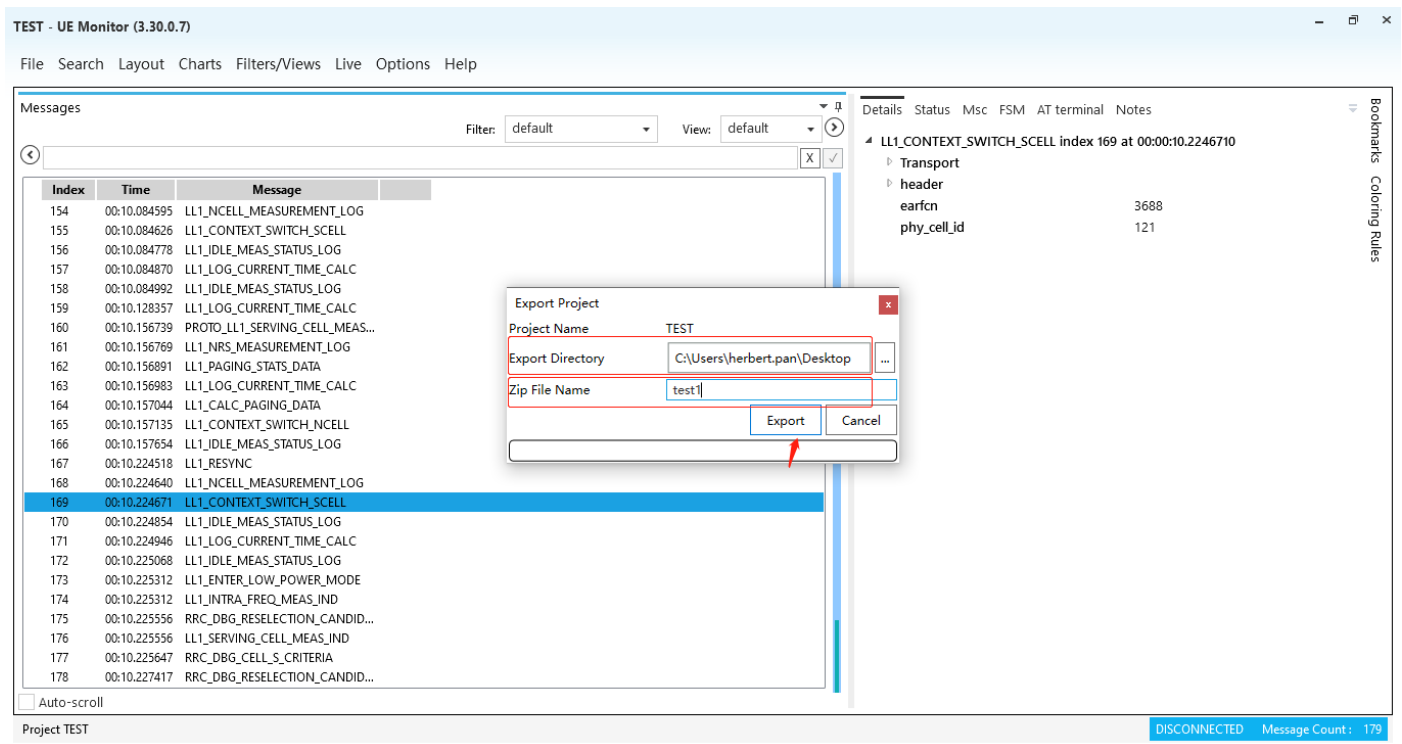 TEST - UE Monitor (3.30.0.7)
File Search Layout Charts Filters/Views Live Options Help
Messages
Filter: default View: default
X
Index Time Message
154 00:10.084595 LL1_NCELL_MEASUREMENT_LOG
155 00:10.084626 LL1_CONTEXT_SWITCH_SCELL
156 00:10.084778 LL1_IDLE_MEAS_STATUS_LOG
157 00:10.084870 LL1_LOG_CURRENT_TIME_CALC
158 00:10.084992 LL1_IDLE_MEAS_STATUS_LOG
159 00:10.128357 LL1_LOG_CURRENT_TIME_CALC
160 00:10.156739 PROTO_LL1_SERVING_CELL_MEAS...
161 00:10.156769 LL1_NRS_MEASUREMENT_LOG
162 00:10.156891 LL1_PAGING_STATS_DATA
163 00:10.156983 LL1_LOG_CURRENT_TIME_CALC
164 00:10.157044 LL1_CALC_PAGING_DATA
165 00:10.157135 LL1_CONTEXT_SWITCH_NCELL
166 00:10.157654 LL1_IDLE_MEAS_STATUS_LOG
167 00:10.224518 LL1_RESYNC
168 00:10.224640 LL1_NCELL_MEASUREMENT_LOG
169 00:10.224671 LL1_CONTEXT_SWITCH_SCELL
170 00:10.224854 LL1_IDLE_MEAS_STATUS_LOG
171 00:10.224946 LL1_LOG_CURRENT_TIME_CALC
172 00:10.225068 LL1_IDLE_MEAS_STATUS_LOG
173 00:10.225312 LL1_ENTER_LOW_POWER_MODE
174 00:10.225312 LL1_INTRA_FREQ_MEAS_IND
175 00:10.225556 RRC_DBG_RESELECTION_CANDID...
176 00:10.225556 LL1_SERVING_CELL_MEAS_IND
177 00:10.225647 RRC_DBG_CELL_S_CRITERIA
178 00:10.227417 RRC_DBG_RESELECTION_CANDID...
Auto-scroll
Export Project
x
Project Name TEST
Export Directory C:\Users\herbert.pan\Desktop ...
Zip File Name test1
Export Cancel
Details Status Msc FSM AT terminal Notes
LL1_CONTEXT_SWITCH_SCELL index 169 at 00:00:10.2246710
Transport
header
earfcn 3688
phy_cell_id 121
Bookmarks Coloring Rules
Project TEST
DISCONNECTED Message Count : 179